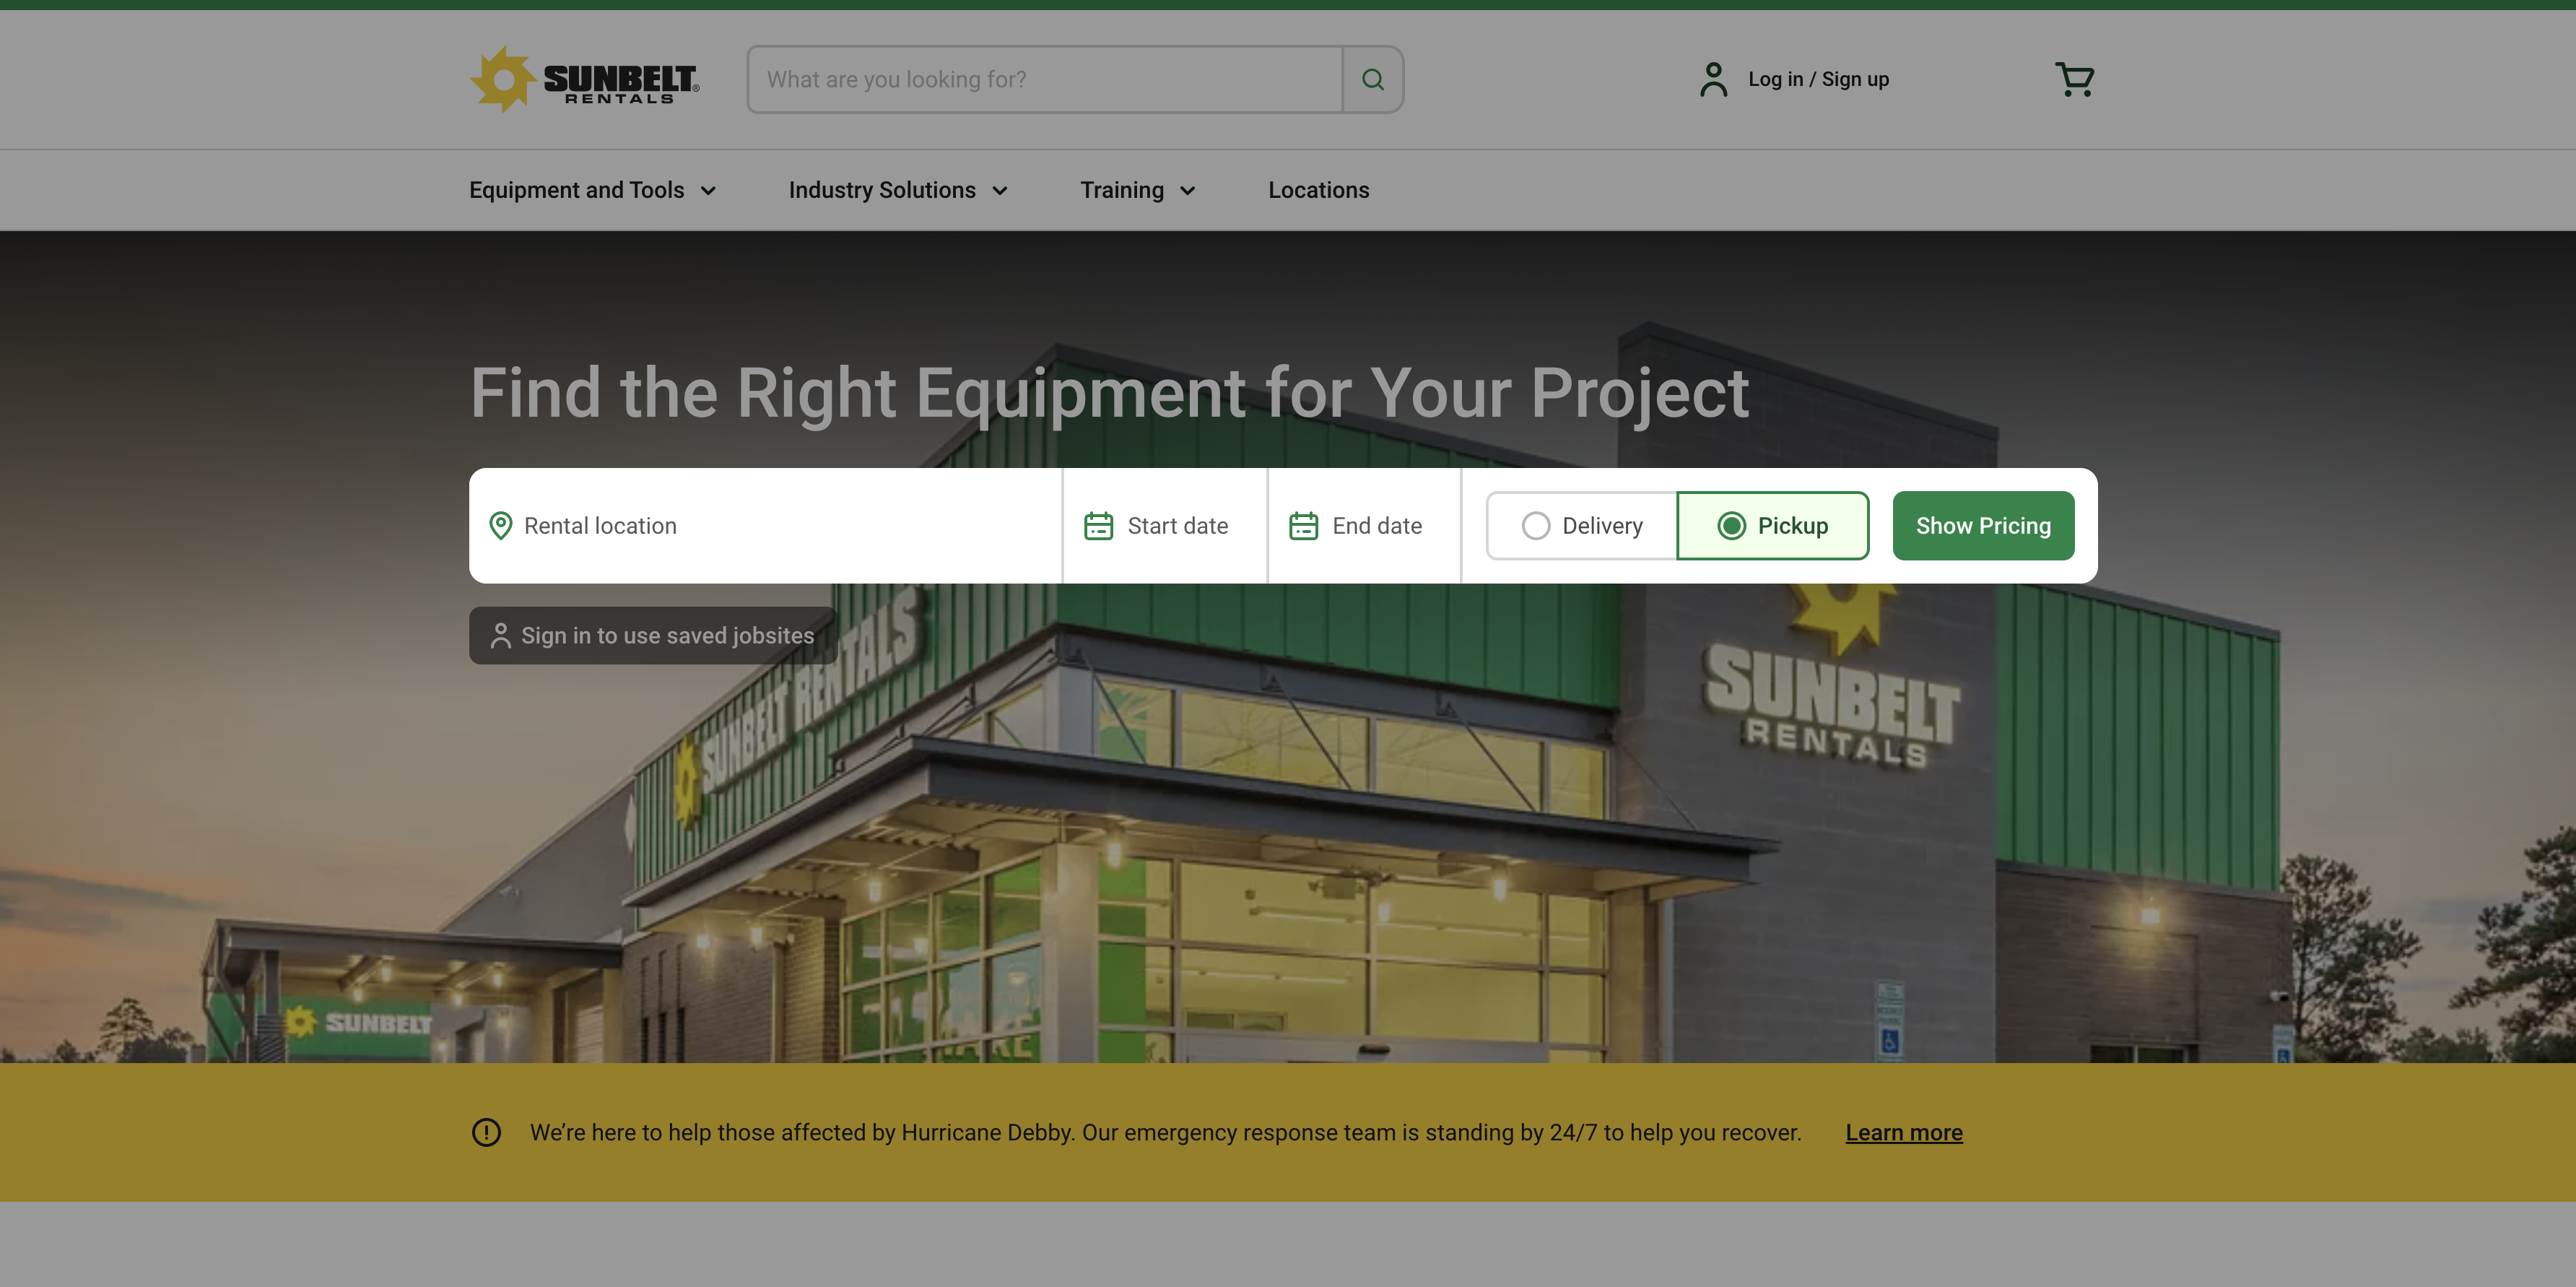 SUNBELT®
RENTALS
What are you looking for?
Log in / Sign up
Equipment and Tools
Industry Solutions
Training
Locations
Find the Right Equipment for Your Project
Rental location
Start date
End date
Delivery
Pickup
Show Pricing
Sign in to use saved jobsites
SUNBELT RENTALS
SUNBELT
RENTALS
SUNBELT
We’re here to help those affected by Hurricane Debby. Our emergency response team is standing by 24/7 to help you recover.
Learn more